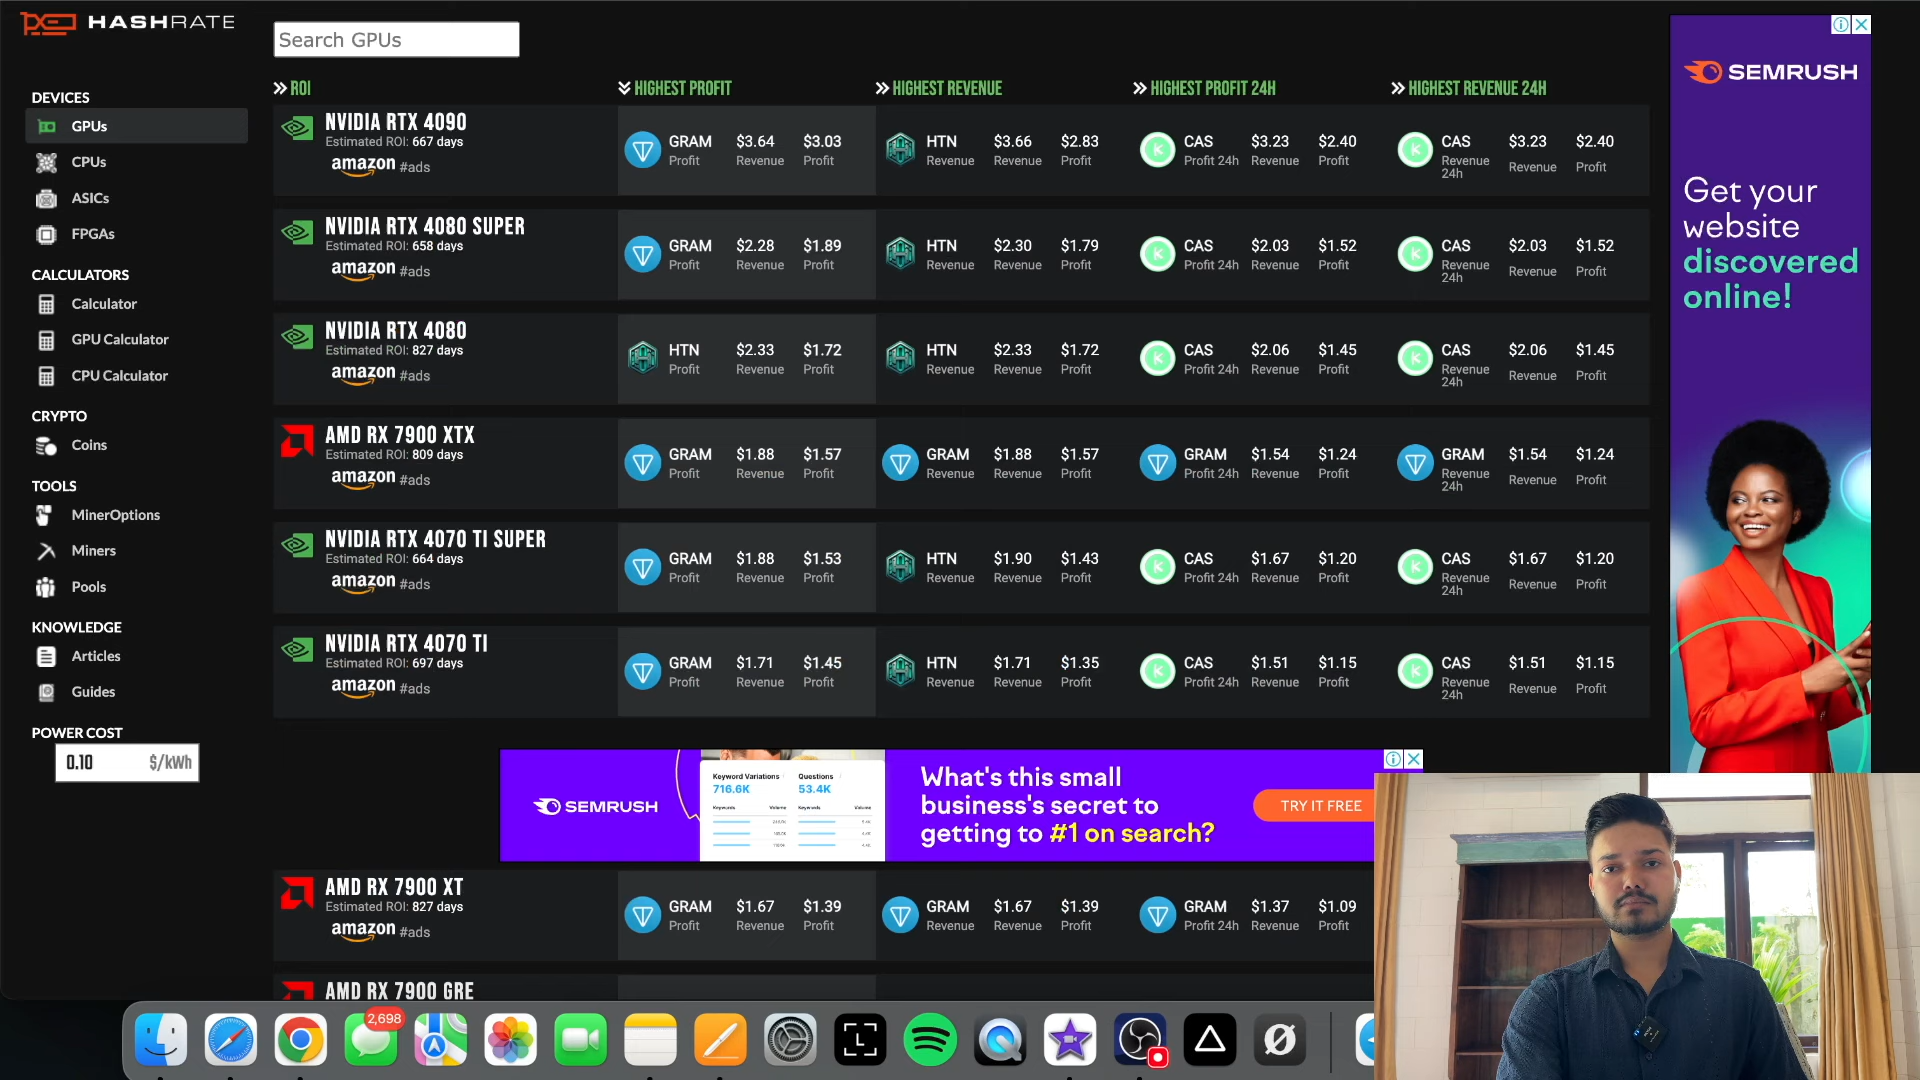 HASHRATE
Search GPUs
DEVICES
GPUs
CPUs
ASICs
FPGAs
CALCULATORS
Calculator
GPU Calculator
CPU Calculator
CRYPTO
Coins
TOOLS
MinerOptions
Miners
Pools
KNOWLEDGE
Articles
Guides
POWER COST
0.10 $/kWh
ROI HIGHEST PROFIT HIGHEST REVENUE HIGHEST PROFIT 24H HIGHEST REVENUE 24H
NVIDIA RTX 4090
Estimated ROI: 667 days
amazon #ads
GRAM $3.64 $3.03
Profit Revenue Profit
HTN $3.66 $2.83
Revenue Revenue Profit
CAS $3.23 $2.40
Profit 24h Revenue Profit
CAS $3.23 $2.40
Revenue 24h Revenue Profit
NVIDIA RTX 4080 SUPER
Estimated ROI: 658 days
amazon #ads
GRAM $2.28 $1.89
Profit Revenue Profit
HTN $2.30 $1.79
Revenue Revenue Profit
CAS $2.03 $1.52
Profit 24h Revenue Profit
CAS $2.03 $1.52
Revenue 24h Revenue Profit
NVIDIA RTX 4080
Estimated ROI: 827 days
amazon #ads
HTN $2.33 $1.72
Profit Revenue Profit
HTN $2.33 $1.72
Revenue Revenue Profit
CAS $2.06 $1.45
Profit 24h Revenue Profit
CAS $2.06 $1.45
Revenue 24h Revenue Profit
AMD RX 7900 XTX
Estimated ROI: 809 days
amazon #ads
GRAM $1.88 $1.57
Profit Revenue Profit
GRAM $1.88 $1.57
Revenue Revenue Profit
GRAM $1.54 $1.24
Profit 24h Revenue Profit
GRAM $1.54 $1.24
Revenue 24h Revenue Profit
NVIDIA RTX 4070 TI SUPER
Estimated ROI: 664 days
amazon #ads
GRAM $1.88 $1.53
Profit Revenue Profit
HTN $1.90 $1.43
Revenue Revenue Profit
CAS $1.67 $1.20
Profit 24h Revenue Profit
CAS $1.67 $1.20
Revenue 24h Revenue Profit
NVIDIA RTX 4070 TI
Estimated ROI: 697 days
amazon #ads
GRAM $1.71 $1.45
Profit Revenue Profit
HTN $1.71 $1.35
Revenue Revenue Profit
CAS $1.51 $1.15
Profit 24h Revenue Profit
CAS $1.51 $1.15
Revenue 24h Revenue Profit
SEMRUSH
Keyword Variations Questions
716.6K 53.4K
Keywords Volume Keywords Volume
What's this small
business's secret to
getting to #1 on search?
TRY IT FREE
AMD RX 7900 XT
Estimated ROI: 827 days
amazon #ads
GRAM $1.67 $1.39
Profit Revenue Profit
GRAM $1.67 $1.39
Revenue Revenue Profit
GRAM $1.37 $1.09
Profit 24h Revenue Profit
AMD RX 7900 GRE
SEMRUSH
Get your
website
discovered
online!
2,698